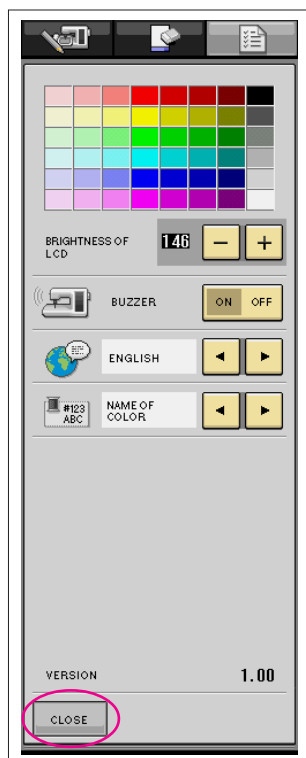 BRIGHTNESS OF
LCD
146
− +
BUZZER
ON OFF
ENGLISH
#123
ABC
NAME OF
COLOR
VERSION
1.00
CLOSE